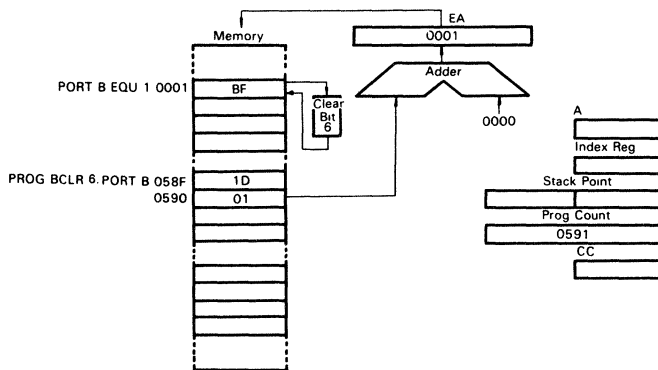 EA
Memory
0001
Adder
PORT B EQU 1 0001
BF
Clear
Bit
6
0000
A
Index Reg
PROG BCLR 6. PORT B 058F
1D
Stack Point
0590
01
Prog Count
0591
CC